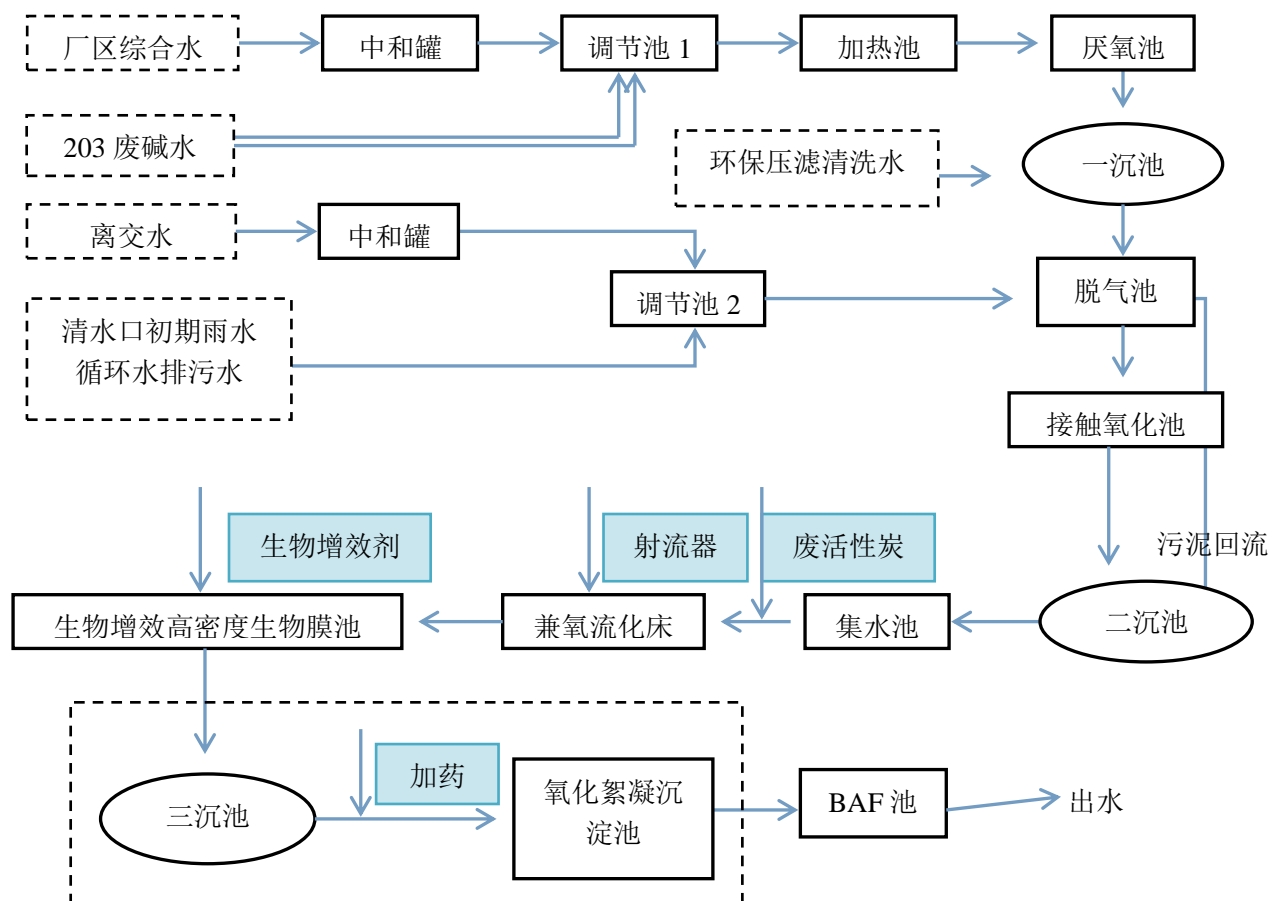 厂区综合水
中和罐
调节池 1
加热池
厌氧池
203 废碱水
环保压滤清洗水
一沉池
离交水
中和罐
调节池 2
脱气池
清水口初期雨水
循环水排污水
接触氧化池
生物增效剂
射流器
废活性炭
污泥回流
生物增效高密度生物膜池
兼氧流化床
集水池
二沉池
三沉池
加药
氧化絮凝沉
淀池
BAF 池
出水